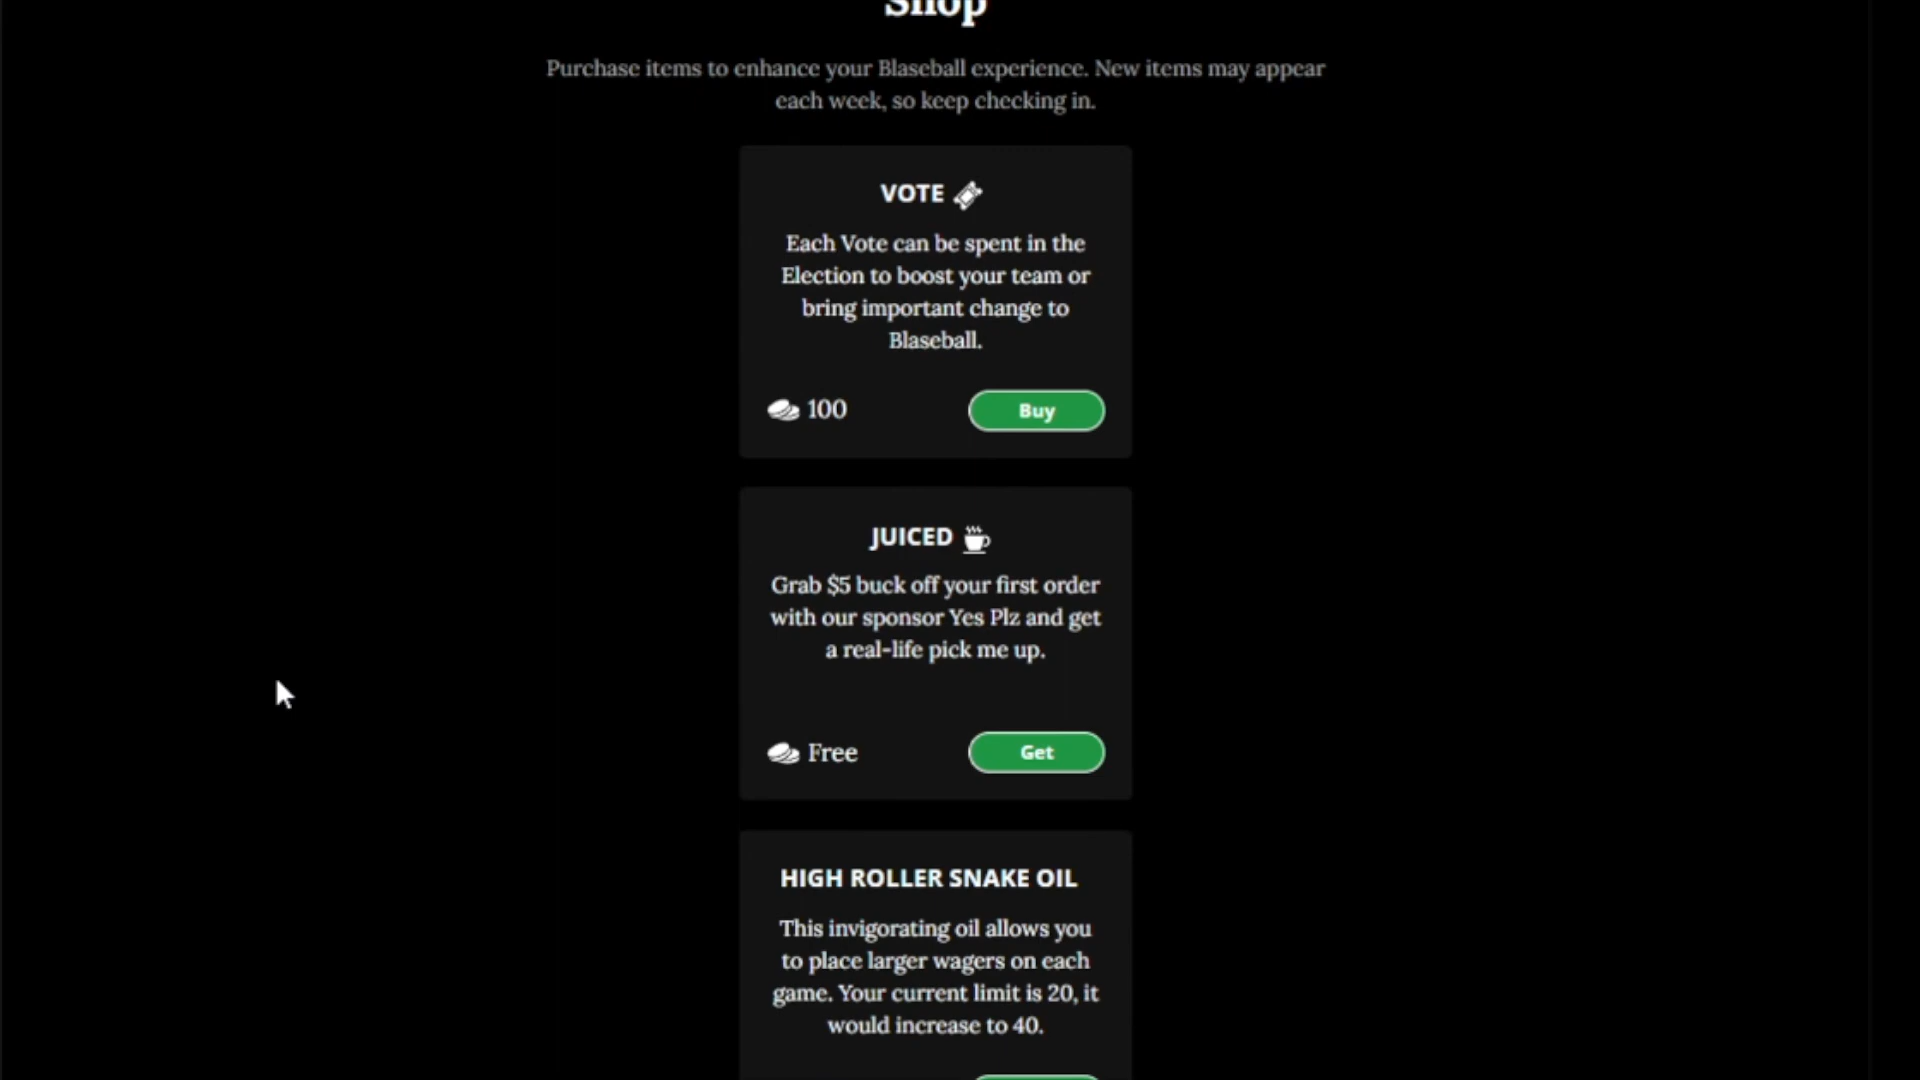 Shop
Purchase items to enhance your Blaseball experience. New items may appear
each week, so keep checking in.
VOTE
Each Vote can be spent in the
Election to boost your team or
bring important change to
Blaseball.
100
Buy
JUICED
Grab $5 buck off your first order
with our sponsor Yes Plz and get
a real-life pick me up.
Free
Get
HIGH ROLLER SNAKE OIL
This invigorating oil allows you
to place larger wagers on each
game. Your current limit is 20, it
would increase to 40.